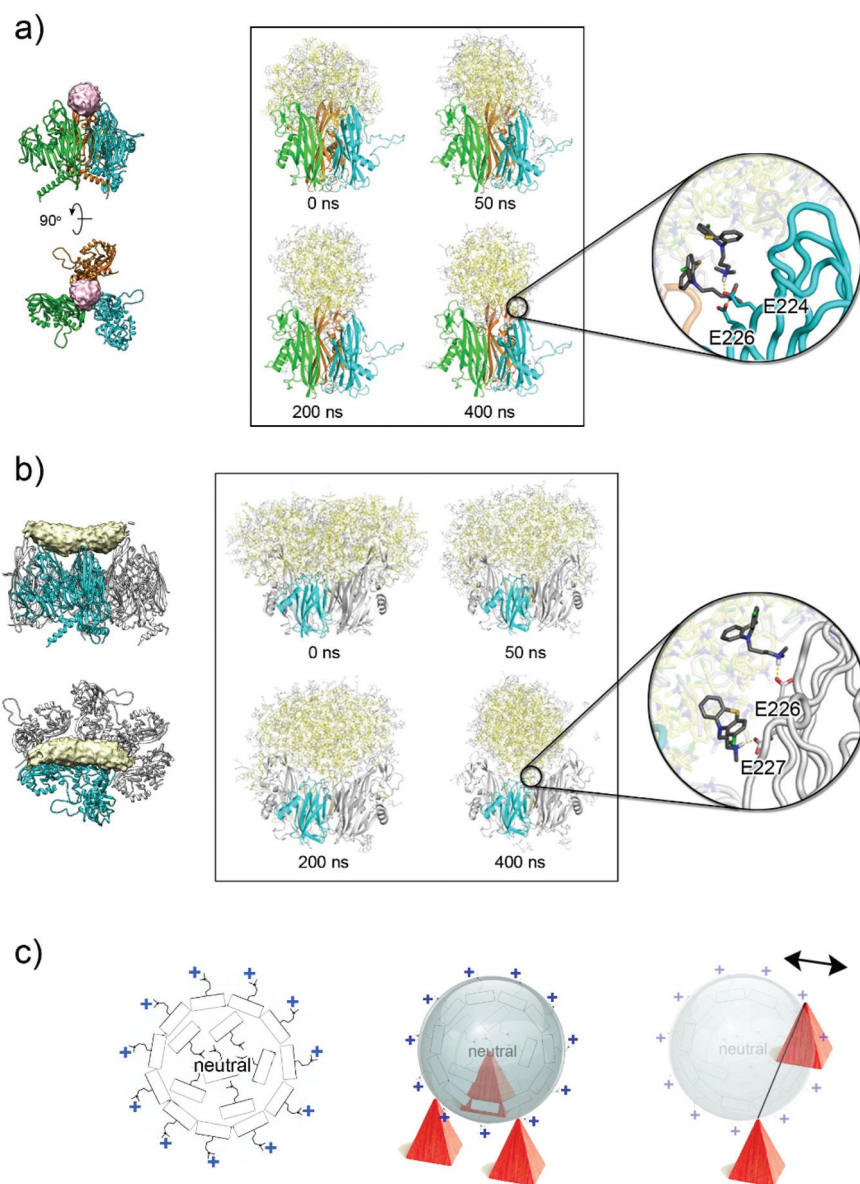 a)
90°
0 ns
50 ns
200 ns
400 ns
E224
E226
b)
0 ns
50 ns
200 ns
400 ns
E226
E227
c)
+
+
+
+
+
+
+
+
+
+
+
neutral
neutral
neutral